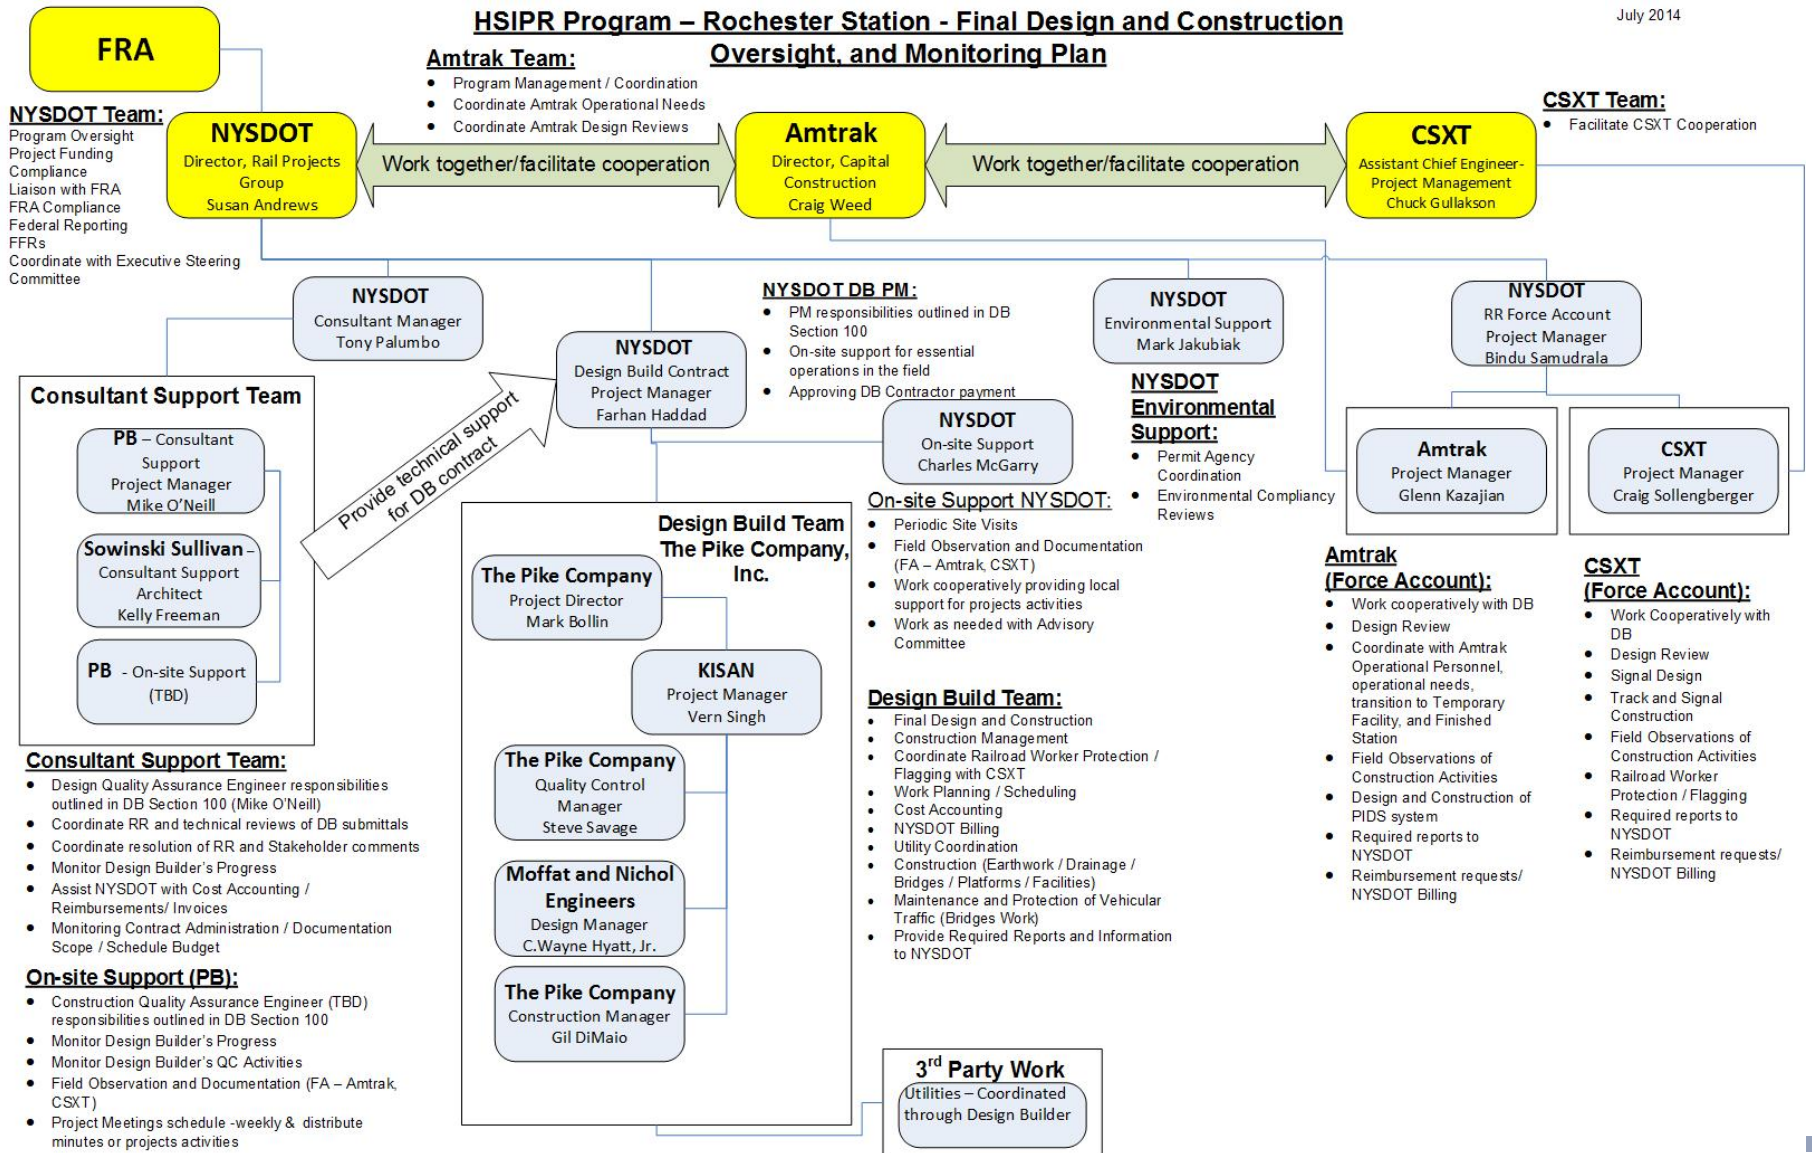 HSIPR Program – Rochester Station - Final Design and Construction
Oversight, and Monitoring Plan
July 2014
FRA
Amtrak Team:
● Program Management / Coordination
● Coordinate Amtrak Operational Needs
● Coordinate Amtrak Design Reviews
CSXT Team:
● Facilitate CSXT Cooperation
NYSDOT Team:
Program Oversight
Project Funding
Compliance
Liaison with FRA
FRA Compliance
Federal Reporting
FFRs
Coordinate with Executive Steering
Committee
NYSDOT
Director, Rail Projects
Group
Susan Andrews
Work together/facilitate cooperation
Amtrak
Director, Capital
Construction
Craig Weed
Work together/facilitate cooperation
CSXT
Assistant Chief Engineer-
Project Management
Chuck Gullakson
NYSDOT
Consultant Manager
Tony Palumbo
NYSDOT
Design Build Contract
Project Manager
Farhan Haddad
NYSDOT DB PM:
● PM responsibilities outlined in DB
Section 100
● On-site support for essential
operations in the field
● Approving DB Contractor payment
NYSDOT
Environmental Support
Mark Jakubiak
NYSDOT
RR Force Account
Project Manager
Bindu Samudrala
Consultant Support Team
PB – Consultant
Support
Project Manager
Mike O'Neill
Sowinski Sullivan –
Consultant Support
Architect
Kelly Freeman
PB - On-site Support
(TBD)
Provide technical support
for DB contract
NYSDOT
On-site Support
Charles McGarry
NYSDOT
Environmental
Support:
● Permit Agency
Coordination
● Environmental Compliancy
Reviews
Amtrak
Project Manager
Glenn Kazajian
CSXT
Project Manager
Craig Sollengberger
Design Build Team
The Pike Company,
Inc.
The Pike Company
Project Director
Mark Bollin
KISAN
Project Manager
Vern Singh
The Pike Company
Quality Control
Manager
Steve Savage
Moffat and Nichol
Engineers
Design Manager
C.Wayne Hyatt, Jr.
The Pike Company
Construction Manager
Gil DiMaio
On-site Support NYSDOT:
● Periodic Site Visits
● Field Observation and Documentation
(FA – Amtrak, CSXT)
● Work cooperatively providing local
support for projects activities
● Work as needed with Advisory
Committee
Design Build Team:
● Final Design and Construction
● Construction Management
● Coordinate Railroad Worker Protection /
Flagging with CSXT
● Work Planning / Scheduling
● Cost Accounting
● NYSDOT Billing
● Utility Coordination
● Construction (Earthwork / Drainage /
Bridges / Platforms / Facilities)
● Maintenance and Protection of Vehicular
Traffic (Bridges Work)
● Provide Required Reports and Information
to NYSDOT
Amtrak
(Force Account):
● Work cooperatively with DB
● Design Review
● Coordinate with Amtrak
Operational Personnel,
operational needs,
transition to Temporary
Facility, and Finished
Station
● Field Observations of
Construction Activities
● Design and Construction of
PIDS system
● Required reports to
NYSDOT
● Reimbursement requests/
NYSDOT Billing
CSXT
(Force Account):
● Work Cooperatively with
DB
● Design Review
● Signal Design
● Track and Signal
Construction
● Field Observations of
Construction Activities
● Railroad Worker
Protection / Flagging
● Required reports to
NYSDOT
● Reimbursement requests/
NYSDOT Billing
Consultant Support Team:
● Design Quality Assurance Engineer responsibilities
outlined in DB Section 100 (Mike O'Neill)
● Coordinate RR and technical reviews of DB submittals
● Coordinate resolution of RR and Stakeholder comments
● Monitor Design Builder's Progress
● Assist NYSDOT with Cost Accounting /
Reimbursements/ Invoices
● Monitoring Contract Administration / Documentation
Scope / Schedule Budget
On-site Support (PB):
● Construction Quality Assurance Engineer (TBD)
responsibilities outlined in DB Section 100
● Monitor Design Builder's Progress
● Monitor Design Builder's QC Activities
● Field Observation and Documentation (FA – Amtrak,
CSXT)
● Project Meetings schedule -weekly & distribute
minutes or projects activities
3rd Party Work
Utilities – Coordinated
through Design Builder